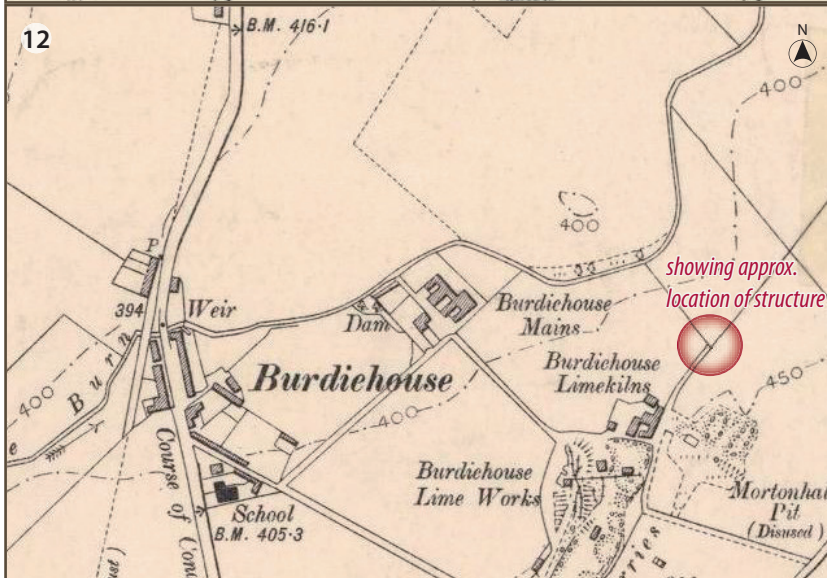 12
B.M. 416·1
N
400
400
P
showing approx.
location of structure
394
Weir
Dam
Burdiehouse
Mains
Burdiehouse
Limekilns
Burdiehouse
400
Burn
400
450
e
Course of
Burdiehouse
Lime Works
Mortonhal
Pit
(Disused)
School
B.M. 405·3